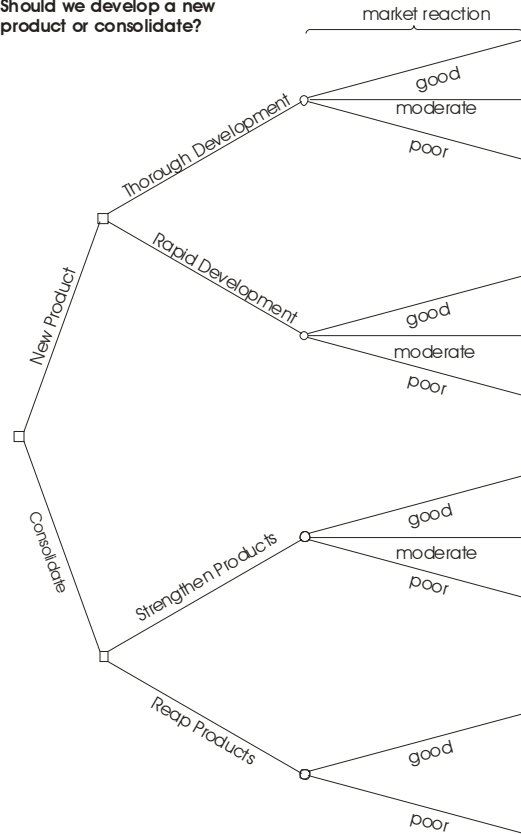 Should we develop a new
product or consolidate?
market reaction
good
moderate
poor
Thorough Development
Rapid Development
New Product
good
moderate
poor
Consolidate
Strengthen Products
good
moderate
poor
Reap Products
good
poor